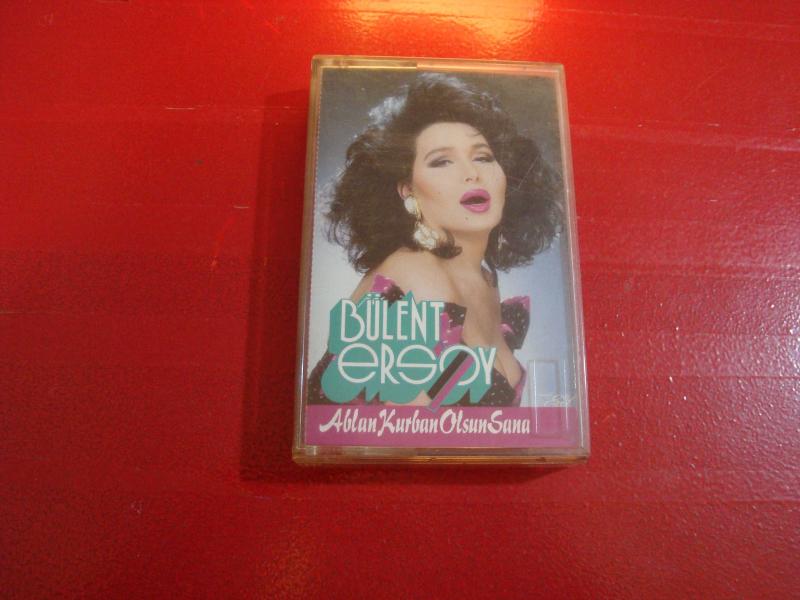 BÜLENT
ersoy
Ablan Kurban Olsun Sana